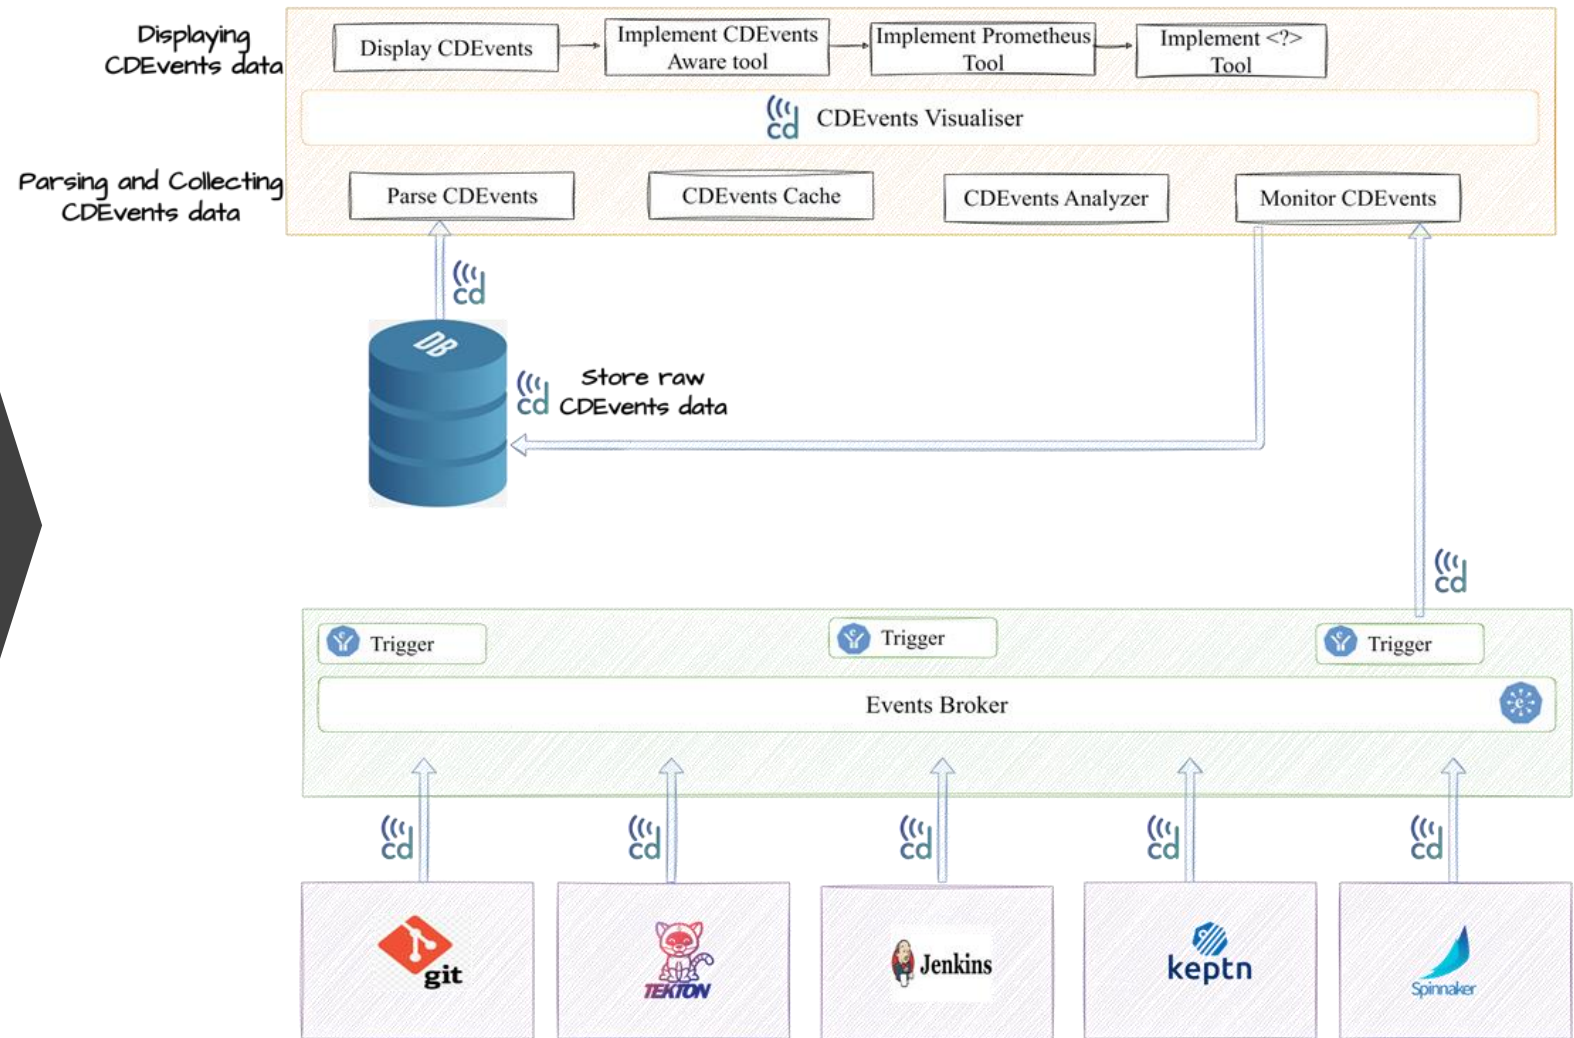 Displaying
CDEvents data
Display CDEvents
Implement CDEvents
Aware tool
Implement Prometheus
Tool
Implement <?>
Tool
cd
CDEvents Visualiser
Parsing and Collecting
CDEvents data
Parse CDEvents
CDEvents Cache
CDEvents Analyzer
Monitor CDEvents
cd
DB
cd
Store raw
CDEvents data
cd
e
Trigger
e
Trigger
e
Trigger
Events Broker
e
cd
cd
cd
cd
cd
git
TEKTON
Jenkins
keptn
Spinnaker